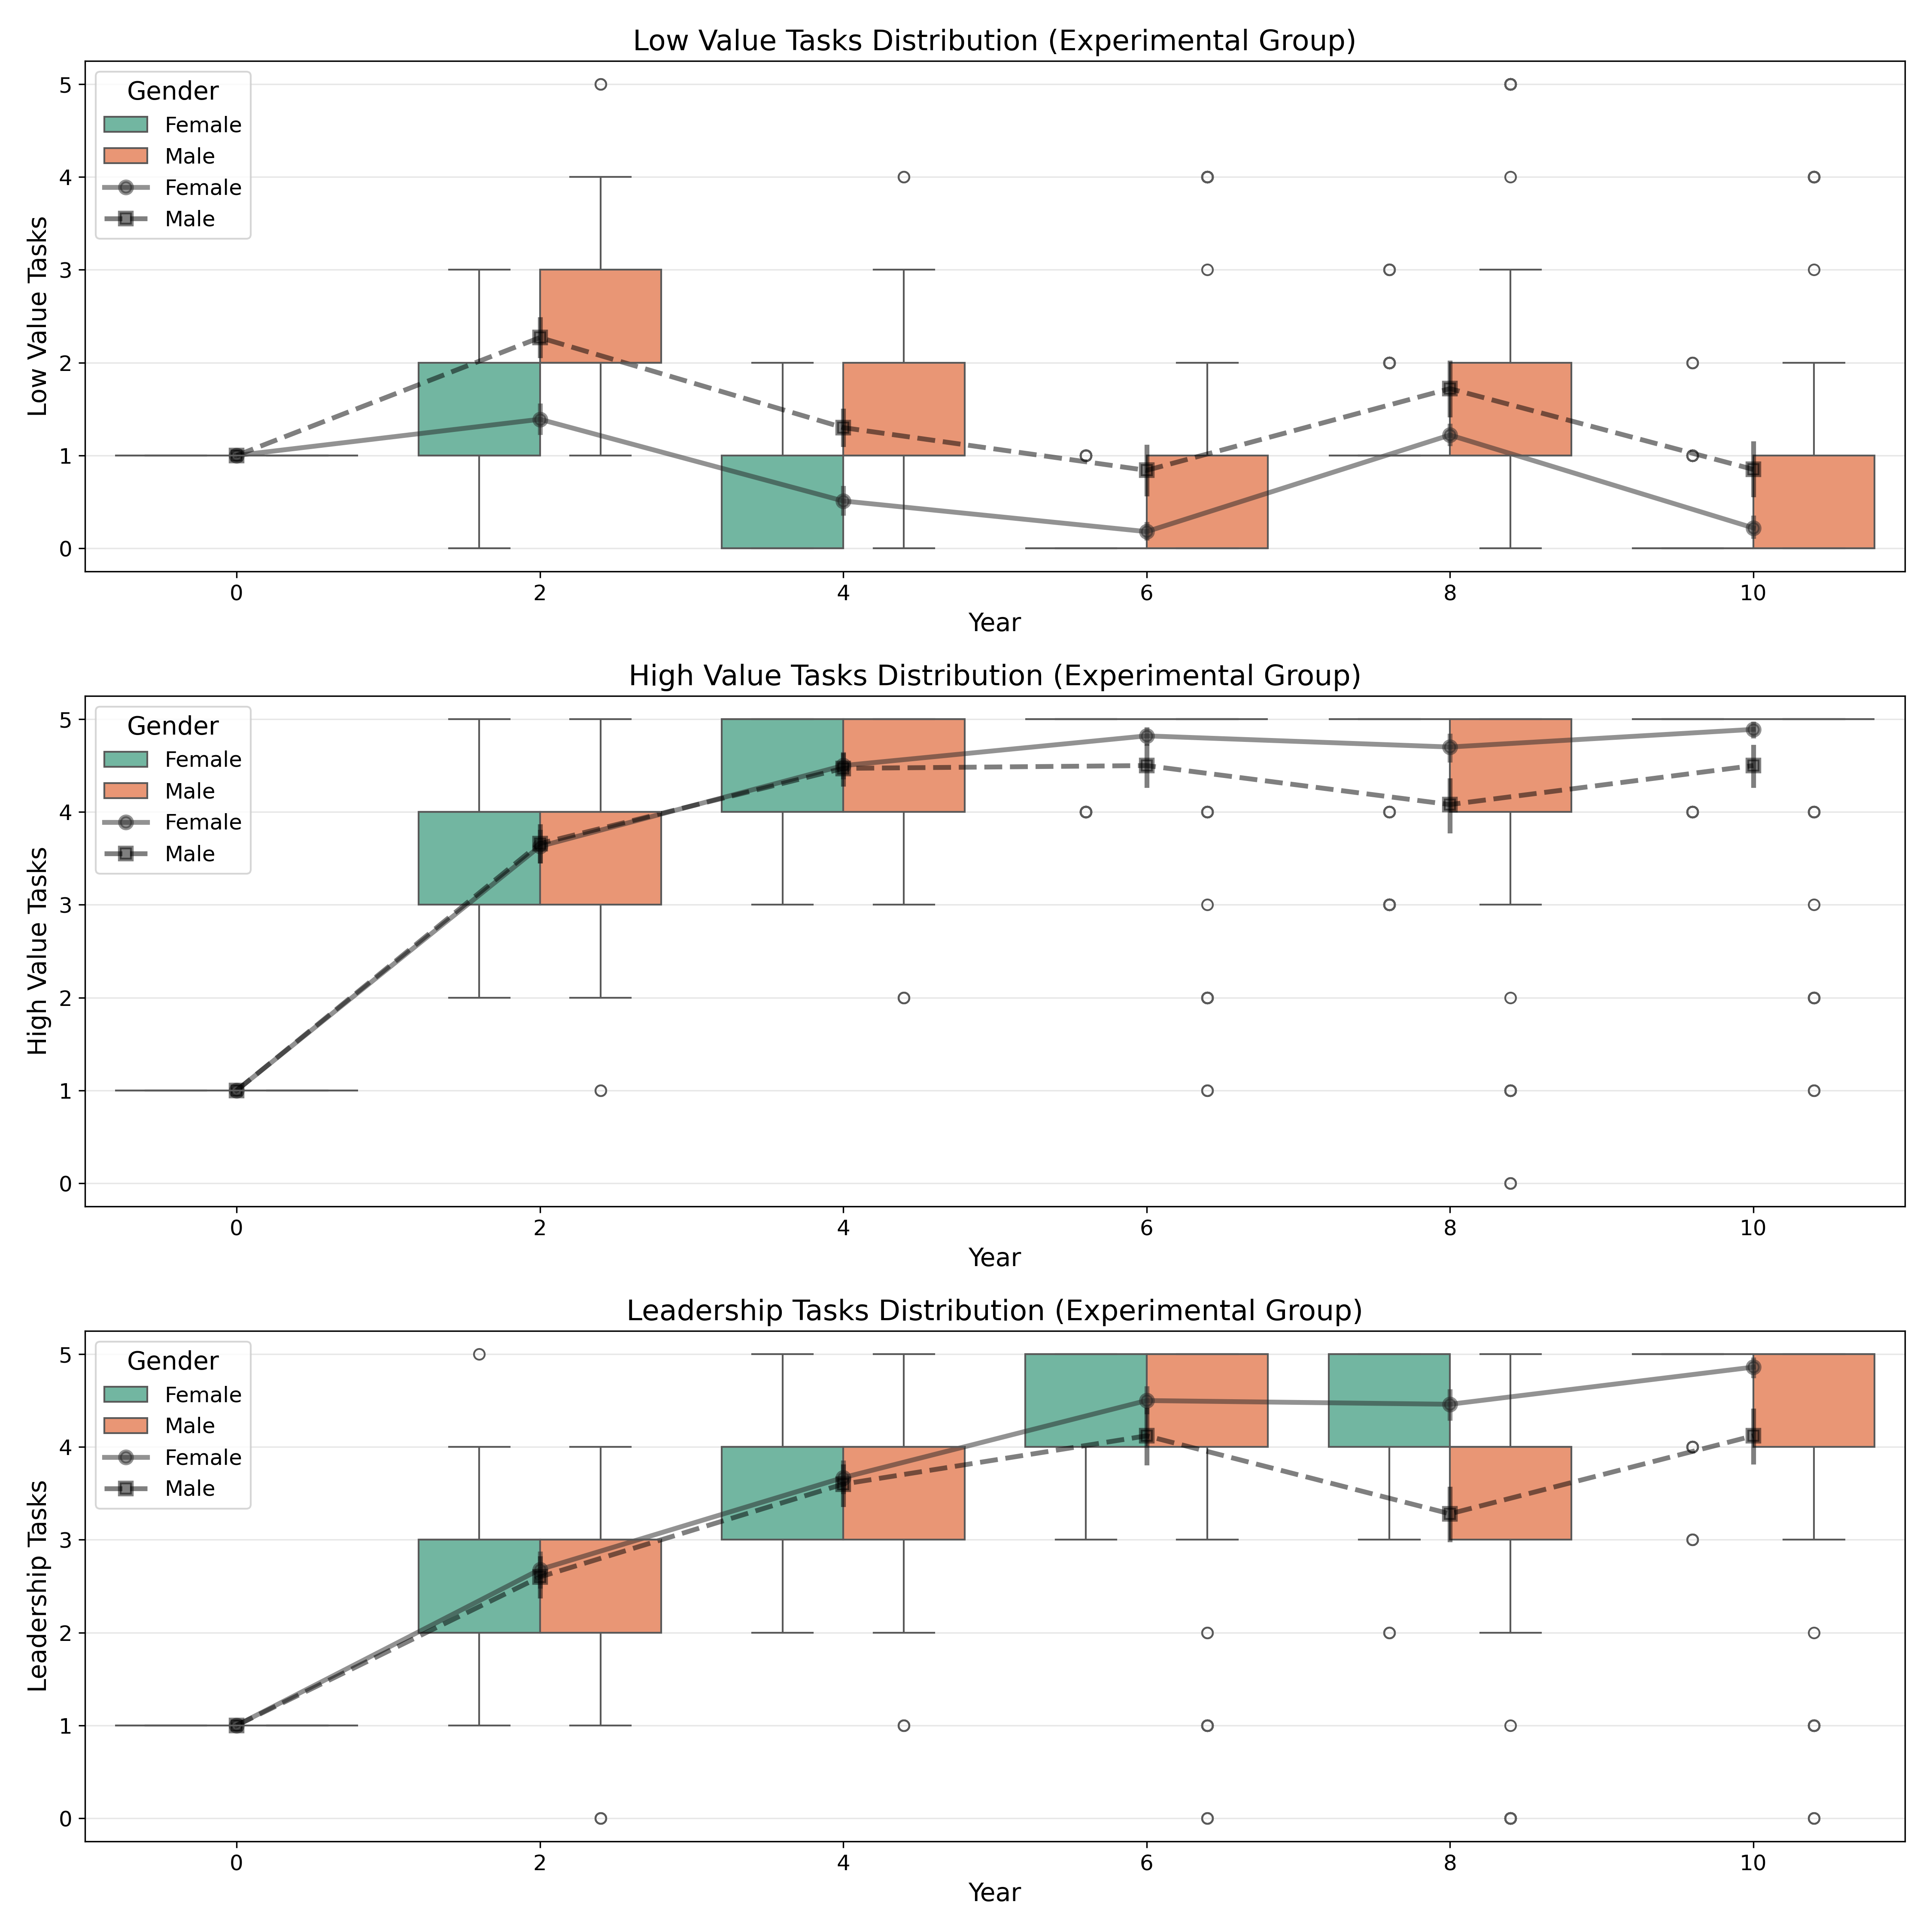 Low Value Tasks Distribution (Experimental Group)
Gender
Female
Male
Female
Male
Low Value Tasks
5
4
3
2
1
0
0 2 4 6 8 10
Year
High Value Tasks Distribution (Experimental Group)
Gender
Female
Male
Female
Male
High Value Tasks
5
4
3
2
1
0
0 2 4 6 8 10
Year
Leadership Tasks Distribution (Experimental Group)
Gender
Female
Male
Female
Male
Leadership Tasks
5
4
3
2
1
0
0 2 4 6 8 10
Year